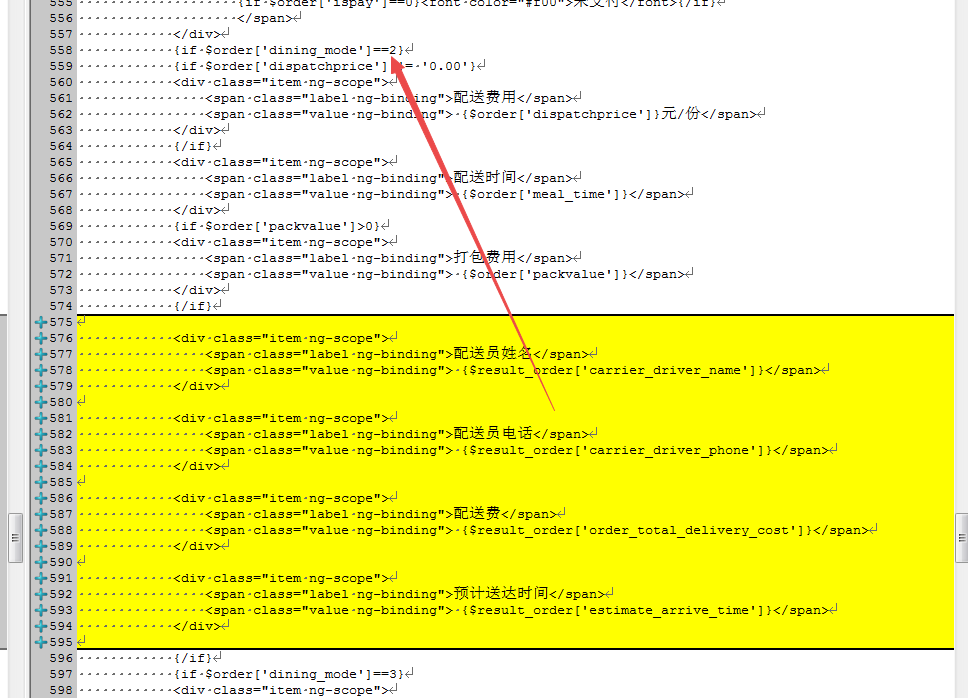 555 {if $order['ispay']==0}<font color="#f00">未支付</font>{/if}
556 </span>
557 </div>
558 {if $order['dining_mode']==2}
559 {if $order['dispatchprice'] != '0.00'}
560 <div class="item ng-scope">
561 <span class="label ng-binding">配送费用</span>
562 <span class="value ng-binding"> {$order['dispatchprice']}元/份</span>
563 </div>
564 {/if}
565 <div class="item ng-scope">
566 <span class="label ng-binding">配送时间</span>
567 <span class="value ng-binding"> {$order['meal_time']}</span>
568 </div>
569 {if $order['packvalue']>0}
570 <div class="item ng-scope">
571 <span class="label ng-binding">打包费用</span>
572 <span class="value ng-binding"> {$order['packvalue']}</span>
573 </div>
574 {/if}
575
576 <div class="item ng-scope">
577 <span class="label ng-binding">配送员姓名</span>
578 <span class="value ng-binding"> {$result_order['carrier_driver_name']}</span>
579 </div>
580
581 <div class="item ng-scope">
582 <span class="label ng-binding">配送员电话</span>
583 <span class="value ng-binding"> {$result_order['carrier_driver_phone']}</span>
584 </div>
585
586 <div class="item ng-scope">
587 <span class="label ng-binding">配送费</span>
588 <span class="value ng-binding"> {$result_order['order_total_delivery_cost']}</span>
589 </div>
590
591 <div class="item ng-scope">
592 <span class="label ng-binding">预计送达时间</span>
593 <span class="value ng-binding"> {$result_order['estimate_arrive_time']}</span>
594 </div>
595
596 {/if}
597 {if $order['dining_mode']==3}
598 <div class="item ng-scope">